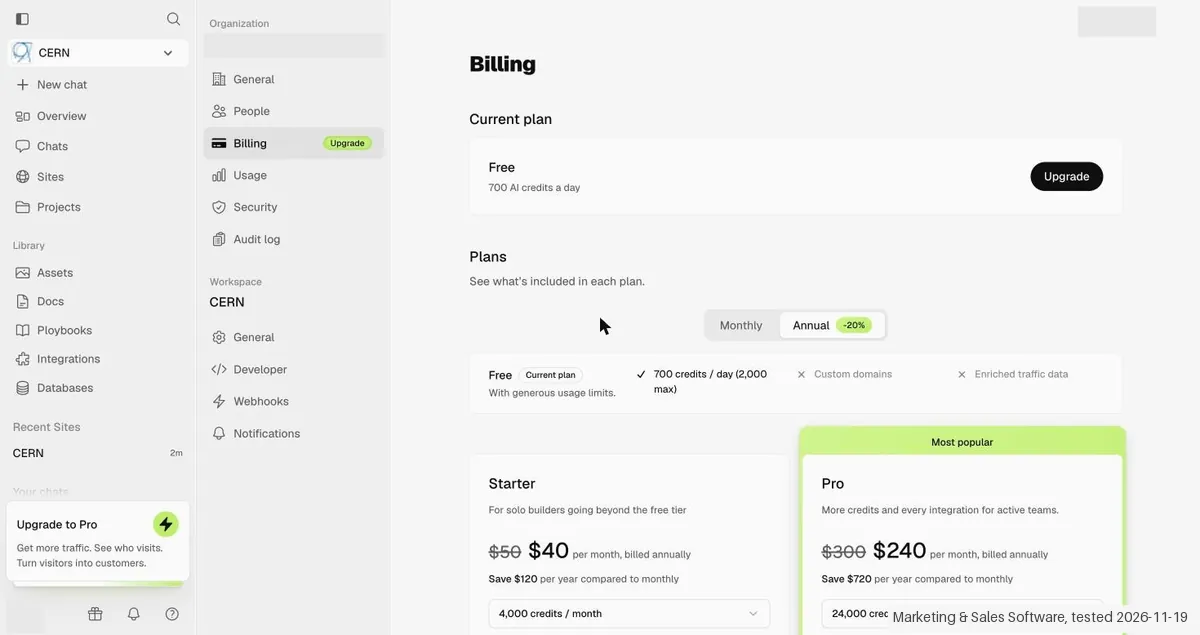 CERN
New chat
Overview
Chats
Sites
Projects
Library
Assets
Docs
Playbooks
Integrations
Databases
Recent Sites
CERN 2m
Your chats
Upgrade to Pro
Get more traffic. See who visits.
Turn visitors into customers.
Organization
General
People
Billing Upgrade
Usage
Security
Audit log
Workspace
CERN
General
Developer
Webhooks
Notifications
Billing
Current plan
Free
700 AI credits a day
Upgrade
Plans
See what's included in each plan.
Monthly Annual -20%
Free Current plan
With generous usage limits.
700 credits / day (2,000
max)
Custom domains
Enriched traffic data
Starter
For solo builders going beyond the free tier
$50 $40 per month, billed annually
Save $120 per year compared to monthly
4,000 credits / month
Most popular
Pro
More credits and every integration for active teams.
$300 $240 per month, billed annually
Save $720 per year compared to monthly
24,000
Marketing & Sales Software, tested 2026-11-19